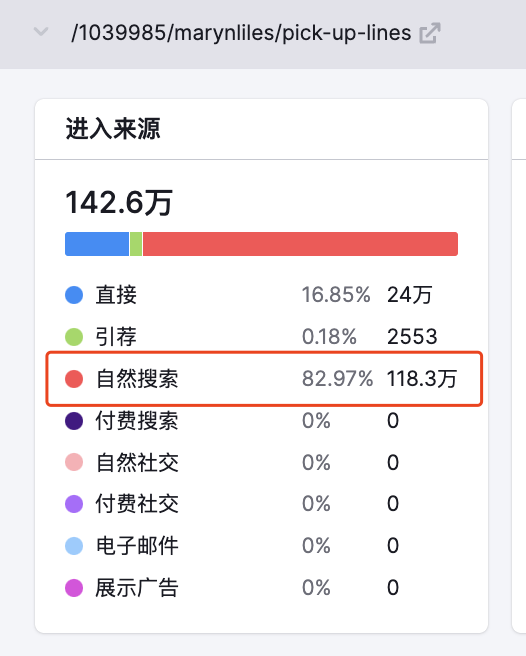 /1039985/marynliles/pick-up-lines
进入来源
142.6万
直接 16.85% 24万
引荐 0.18% 2553
自然搜索 82.97% 118.3万
付费搜索 0% 0
自然社交 0% 0
付费社交 0% 0
电子邮件 0% 0
展示广告 0% 0